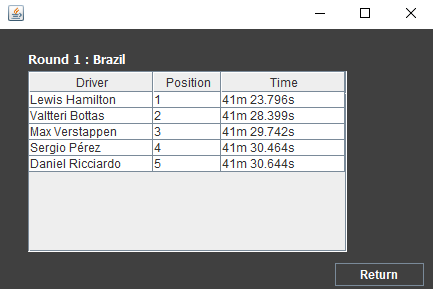 Round 1 : Brazil
Driver Position Time
Lewis Hamilton 1 41m 23.796s
Valtteri Bottas 2 41m 28.399s
Max Verstappen 3 41m 29.742s
Sergio Pérez 4 41m 30.464s
Daniel Ricciardo 5 41m 30.644s
Return